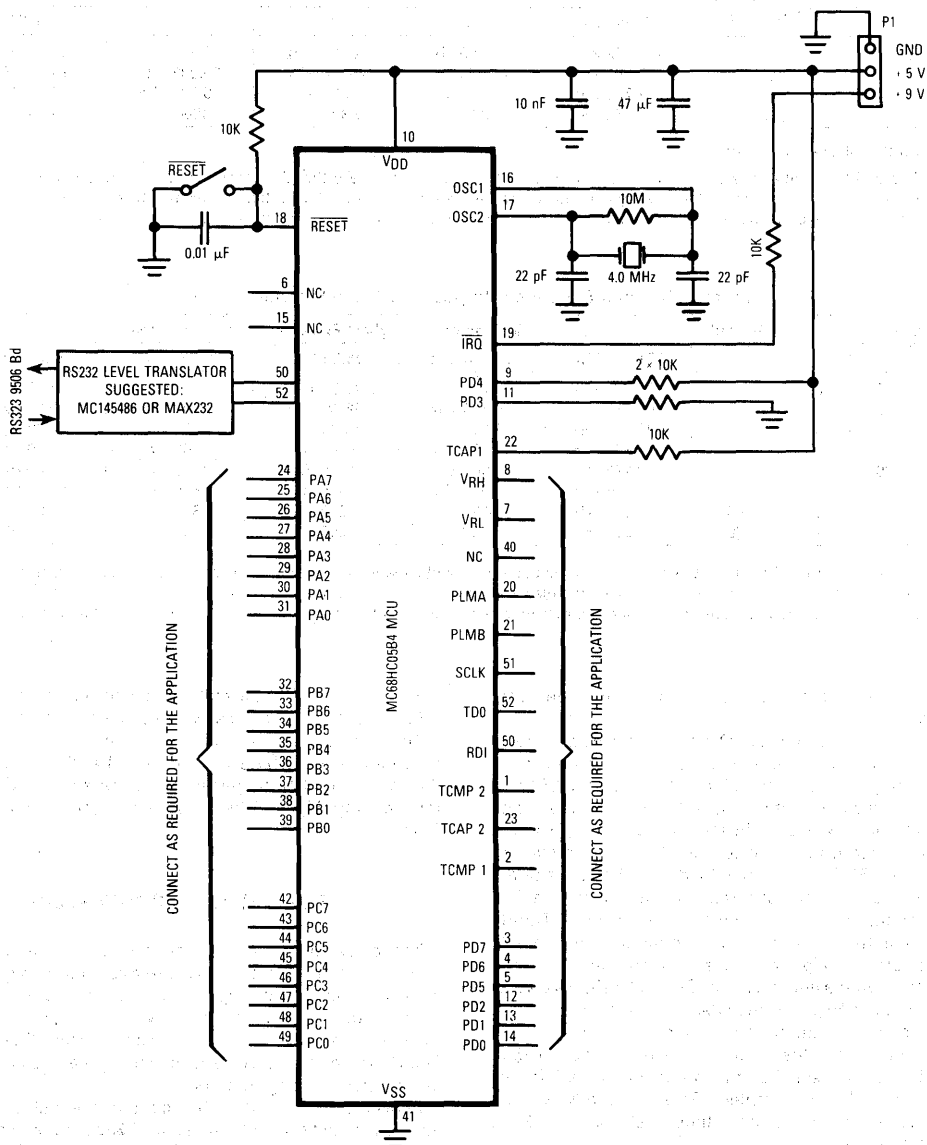 P1
GND
+5 V
+9 V
10K
10 nF
47 µF
10
VDD
RESET
18
RESET
0.01 µF
OSC1
16
OSC2
17
10M
22 pF
4.0 MHz
22 pF
10K
6
NC
15
NC
IRQ
19
RS323 9506 Bd
RS232 LEVEL TRANSLATOR
SUGGESTED:
MC145486 OR MAX232
50
52
PD4
9
2 × 10K
PD3
11
TCAP1
22
10K
CONNECT AS REQUIRED FOR THE APPLICATION
24
PA7
25
PA6
26
PA5
27
PA4
28
PA3
29
PA2
30
PA1
31
PA0
32
PB7
33
PB6
34
PB5
35
PB4
36
PB3
37
PB2
38
PB1
39
PB0
42
PC7
43
PC6
44
PC5
45
PC4
46
PC3
47
PC2
48
PC1
49
PC0
MC68HC05B4 MCU
VRH
8
VRL
7
NC
40
PLMA
20
PLMB
21
SCLK
51
TD0
52
RDI
50
TCMP 2
1
TCAP 2
23
TCMP 1
2
PD7
3
PD6
4
PD5
5
PD2
12
PD1
13
PD0
14
CONNECT AS REQUIRED FOR THE APPLICATION
VSS
41